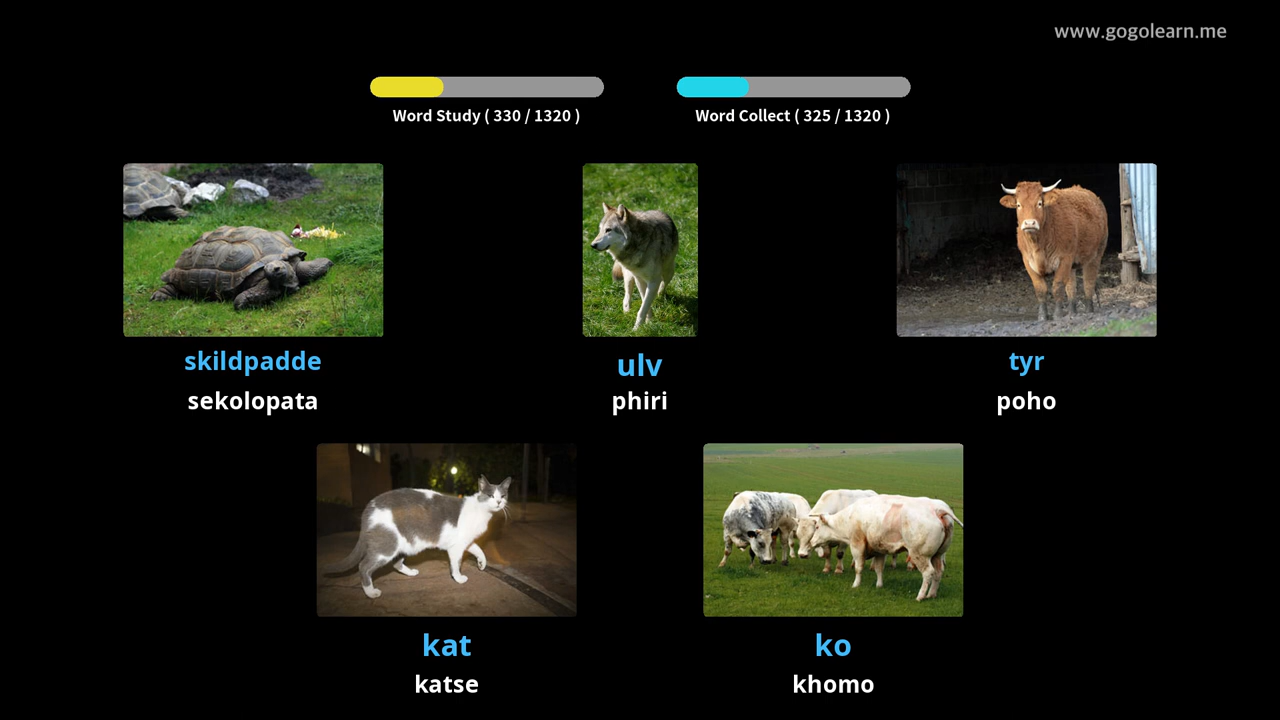 www.gogolearn.me
Word Study ( 330 / 1320 )
Word Collect ( 325 / 1320 )
skildpadde
sekolopata
ulv
phiri
tyr
poho
kat
katse
ko
khomo